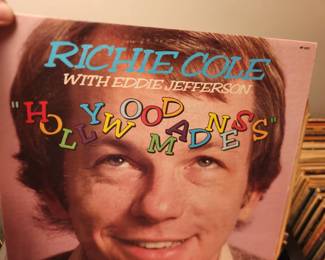 RICHIE COLE
WITH EDDIE JEFFERSON
"HOLLYWOOD MADNESS"